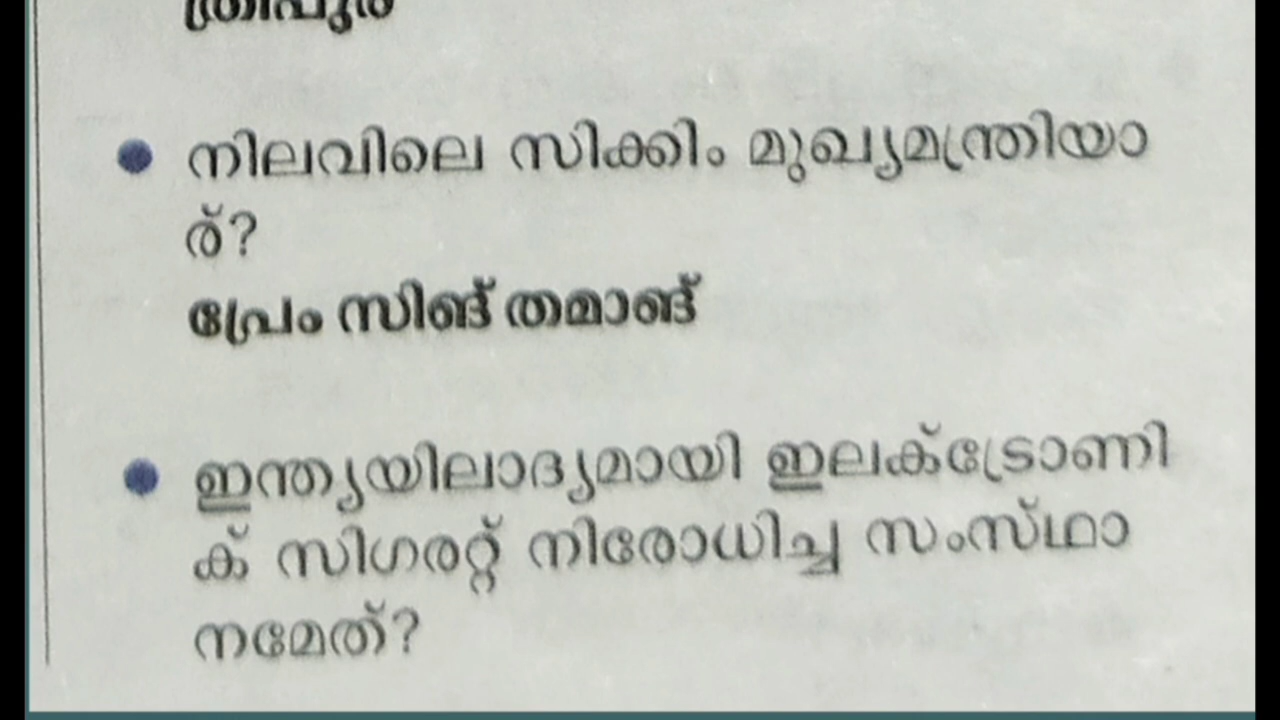 ത്രിപുര
നിലവിലെ സിക്കിം മുഖ്യമന്ത്രിയാ
ര്?
പ്രേം സിങ് തമാങ്
ഇന്ത്യയിലാദ്യമായി ഇലക്ട്രോണി
ക് സിഗരറ്റ് നിരോധിച്ച സംസ്ഥാ
നമേത്?